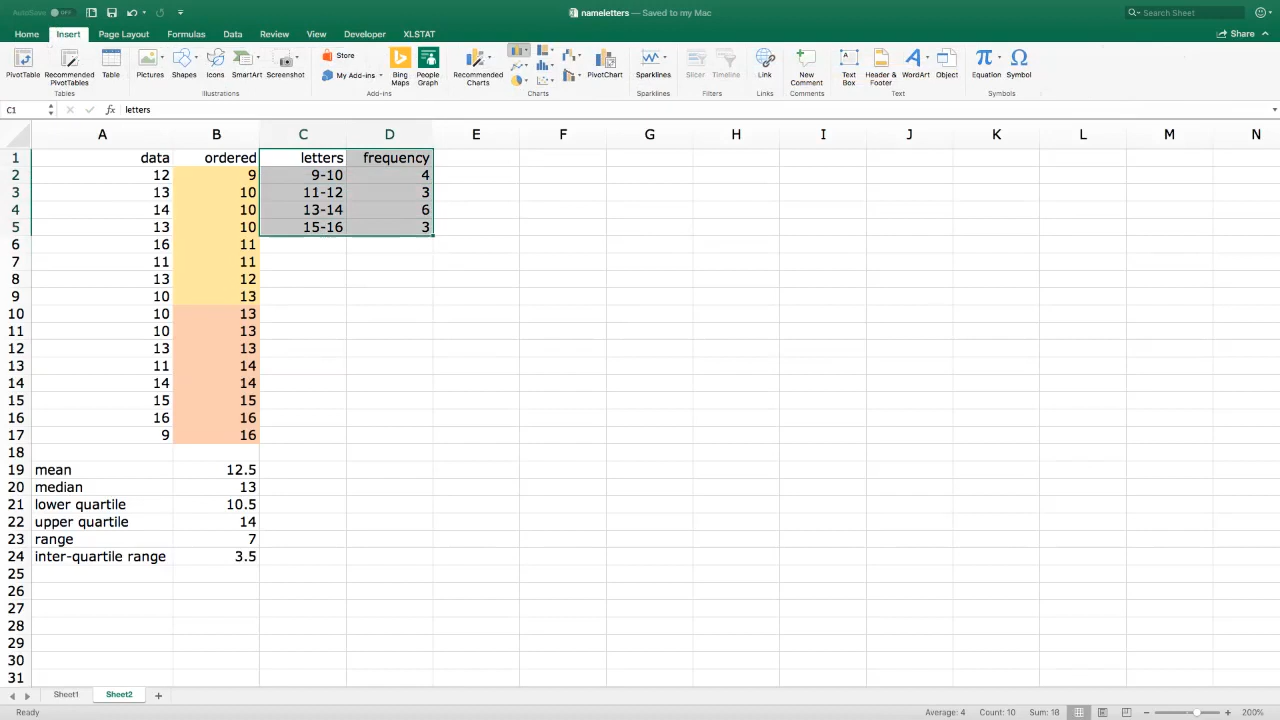 AutoSave OFF
nameletters — Saved to my Mac
Search Sheet
Home Insert Page Layout Formulas Data Review View Developer XLSTAT
Share
PivotTable Recommended PivotTables Table
Pictures Shapes Icons SmartArt Screenshot
Store
My Add-ins
Bing Maps People Graph
Recommended Charts PivotChart
Sparklines
Slicer Timeline
Link
New Comment
Text Box Header & Footer WordArt Object
Equation Symbol
Tables Illustrations Add-ins Charts Sparklines Filters Links Comments Text Symbols
C1 fx letters
A B C D E F G H I J K L M N
1 data ordered letters frequency
2 12 9 9-10 4
3 13 10 11-12 3
4 14 10 13-14 6
5 13 10 15-16 3
6 16 11
7 11 11
8 13 12
9 10 13
10 10 13
11 10 13
12 13 13
13 11 14
14 14 14
15 15 15
16 16 16
17 9 16
18
19 mean 12.5
20 median 13
21 lower quartile 10.5
22 upper quartile 14
23 range 7
24 inter-quartile range 3.5
25
26
27
28
29
30
31
Sheet1 Sheet2 +
Ready Average: 4 Count: 10 Sum: 16 200%